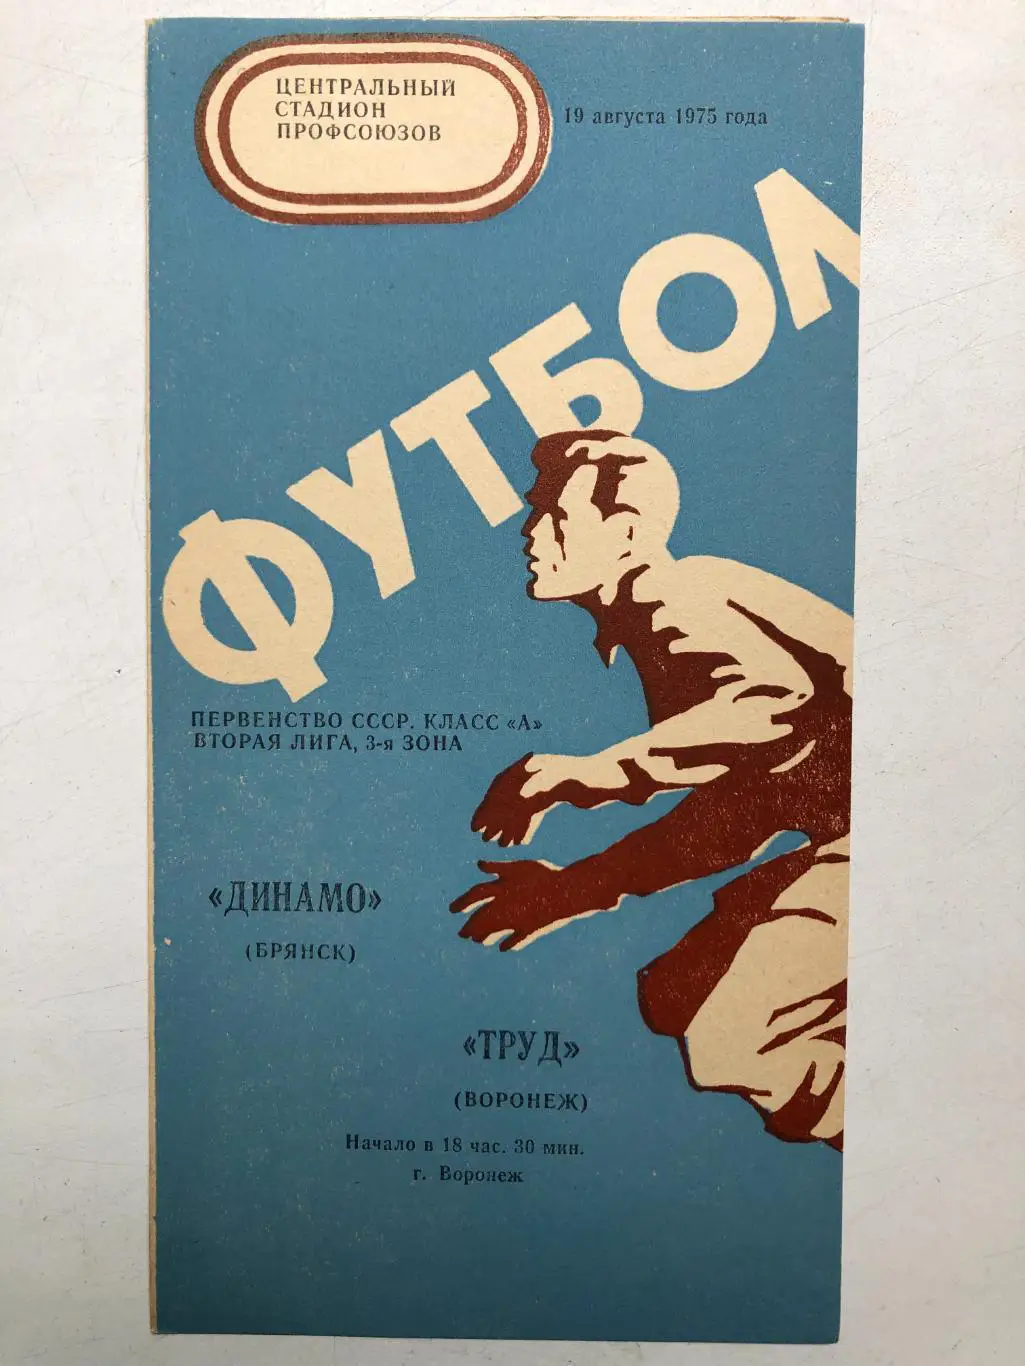 ЦЕНТРАЛЬНЫЙ
СТАДИОН
ПРОФСОЮЗОВ
19 августа 1975 года
ФУТБОЛ
ПЕРВЕНСТВО СССР. КЛАСС «А»
ВТОРАЯ ЛИГА, 3-я ЗОНА
«ДИНАМО»
(БРЯНСК)
«ТРУД»
(ВОРОНЕЖ)
Начало в 18 час. 30 мин.
г. Воронеж